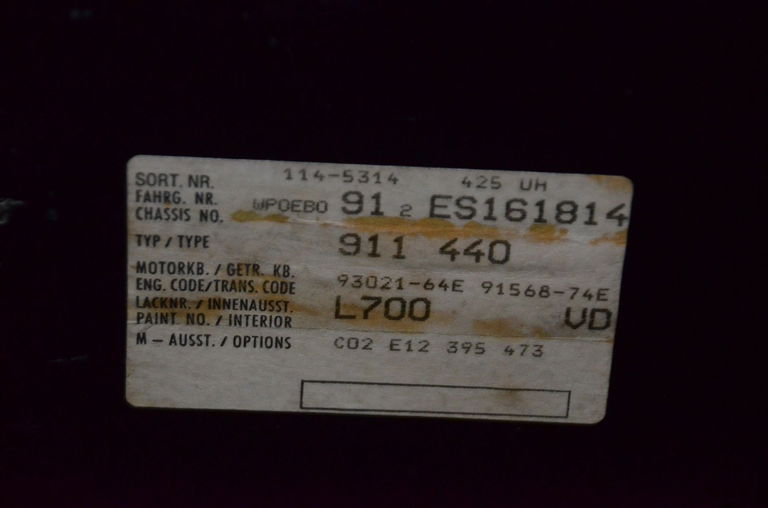 SORT. NR. 114-5314 425 UH
FAHRG. NR.
CHASSIS NO. WPOEBO 91 2 ES161814
TYP / TYPE 911 440
MOTORKB. / GETR. KB.
ENG. CODE/TRANS. CODE 93021-64E 91568-74E
LACKNR. / INNENAUSST.
PAINT NO. / INTERIOR L700 VD
M – AUSST. / OPTIONS C02 E12 395 473